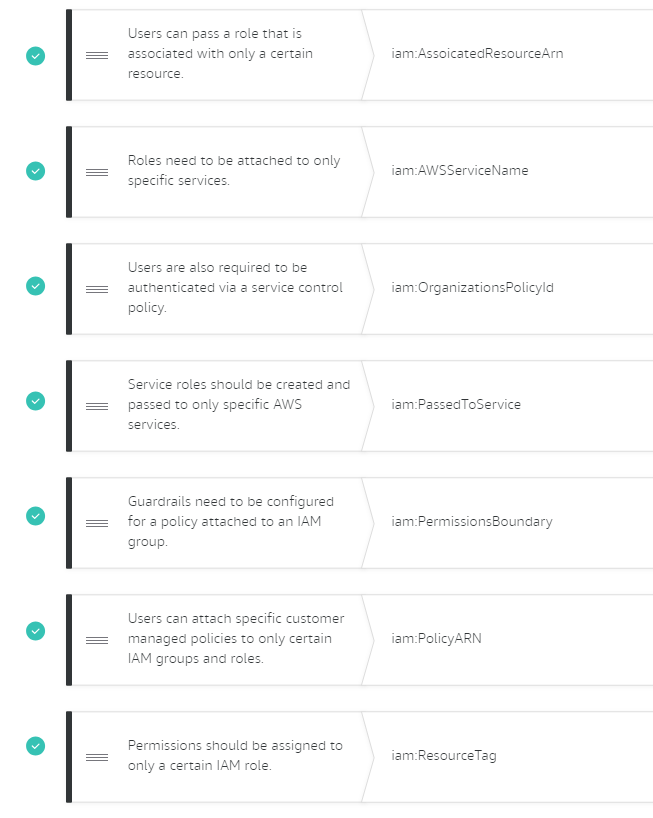 Users can pass a role that is
associated with only a certain
resource.
iam:AssoicatedResourceArn
Roles need to be attached to only
specific services.
iam:AWSServiceName
Users are also required to be
authenticated via a service control
policy.
iam:OrganizationsPolicyId
Service roles should be created and
passed to only specific AWS
services.
iam:PassedToService
Guardrails need to be configured
for a policy attached to an IAM
group.
iam:PermissionsBoundary
Users can attach specific customer
managed policies to only certain
IAM groups and roles.
iam:PolicyARN
Permissions should be assigned to
only a certain IAM role.
iam:ResourceTag